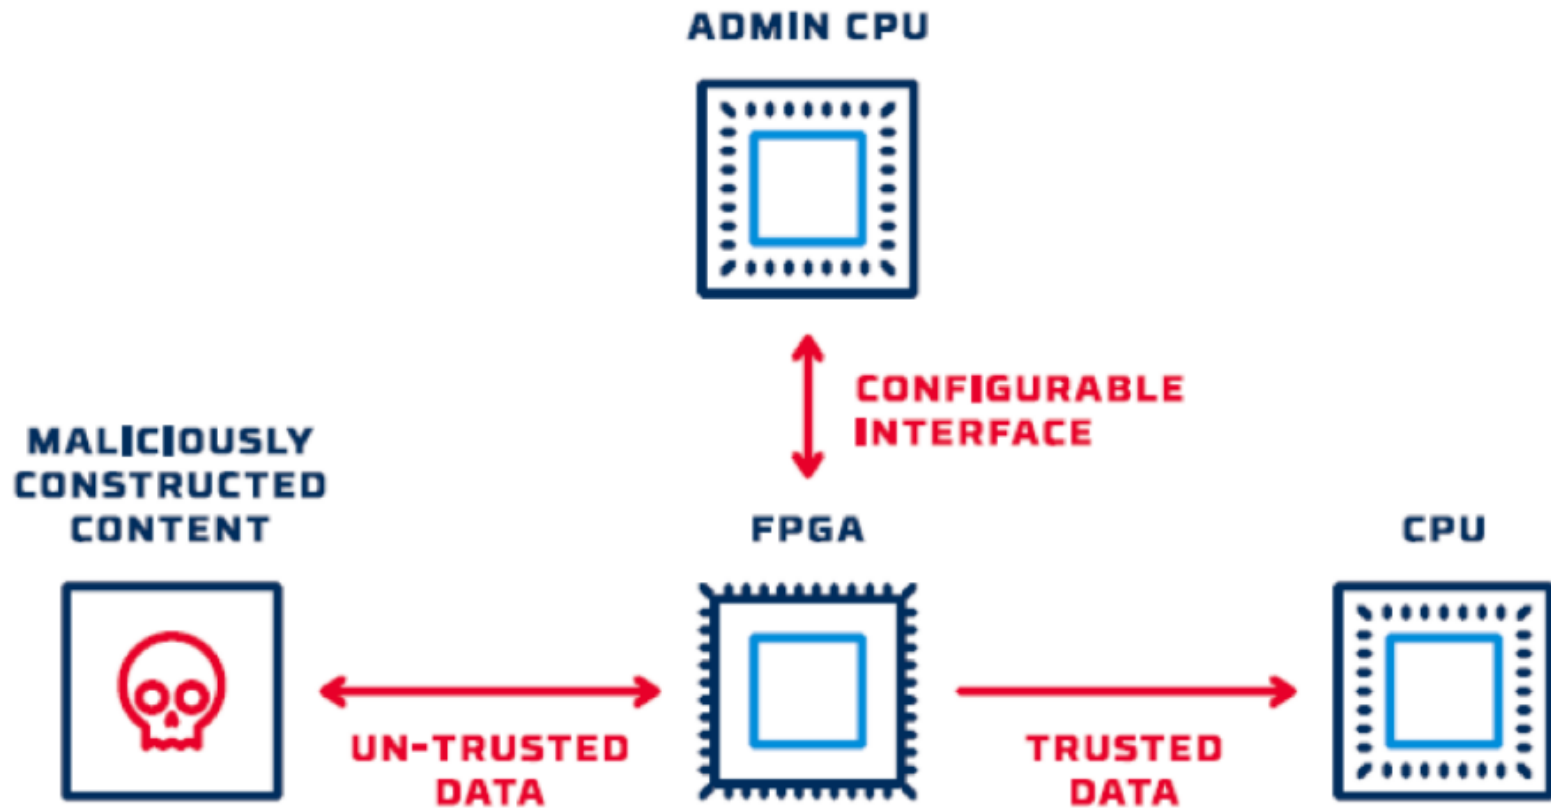 ADMIN CPU
CONFIGURABLE
INTERFACE
MALICIOUSLY
CONSTRUCTED
CONTENT
FPGA
CPU
UN-TRUSTED
DATA
TRUSTED
DATA